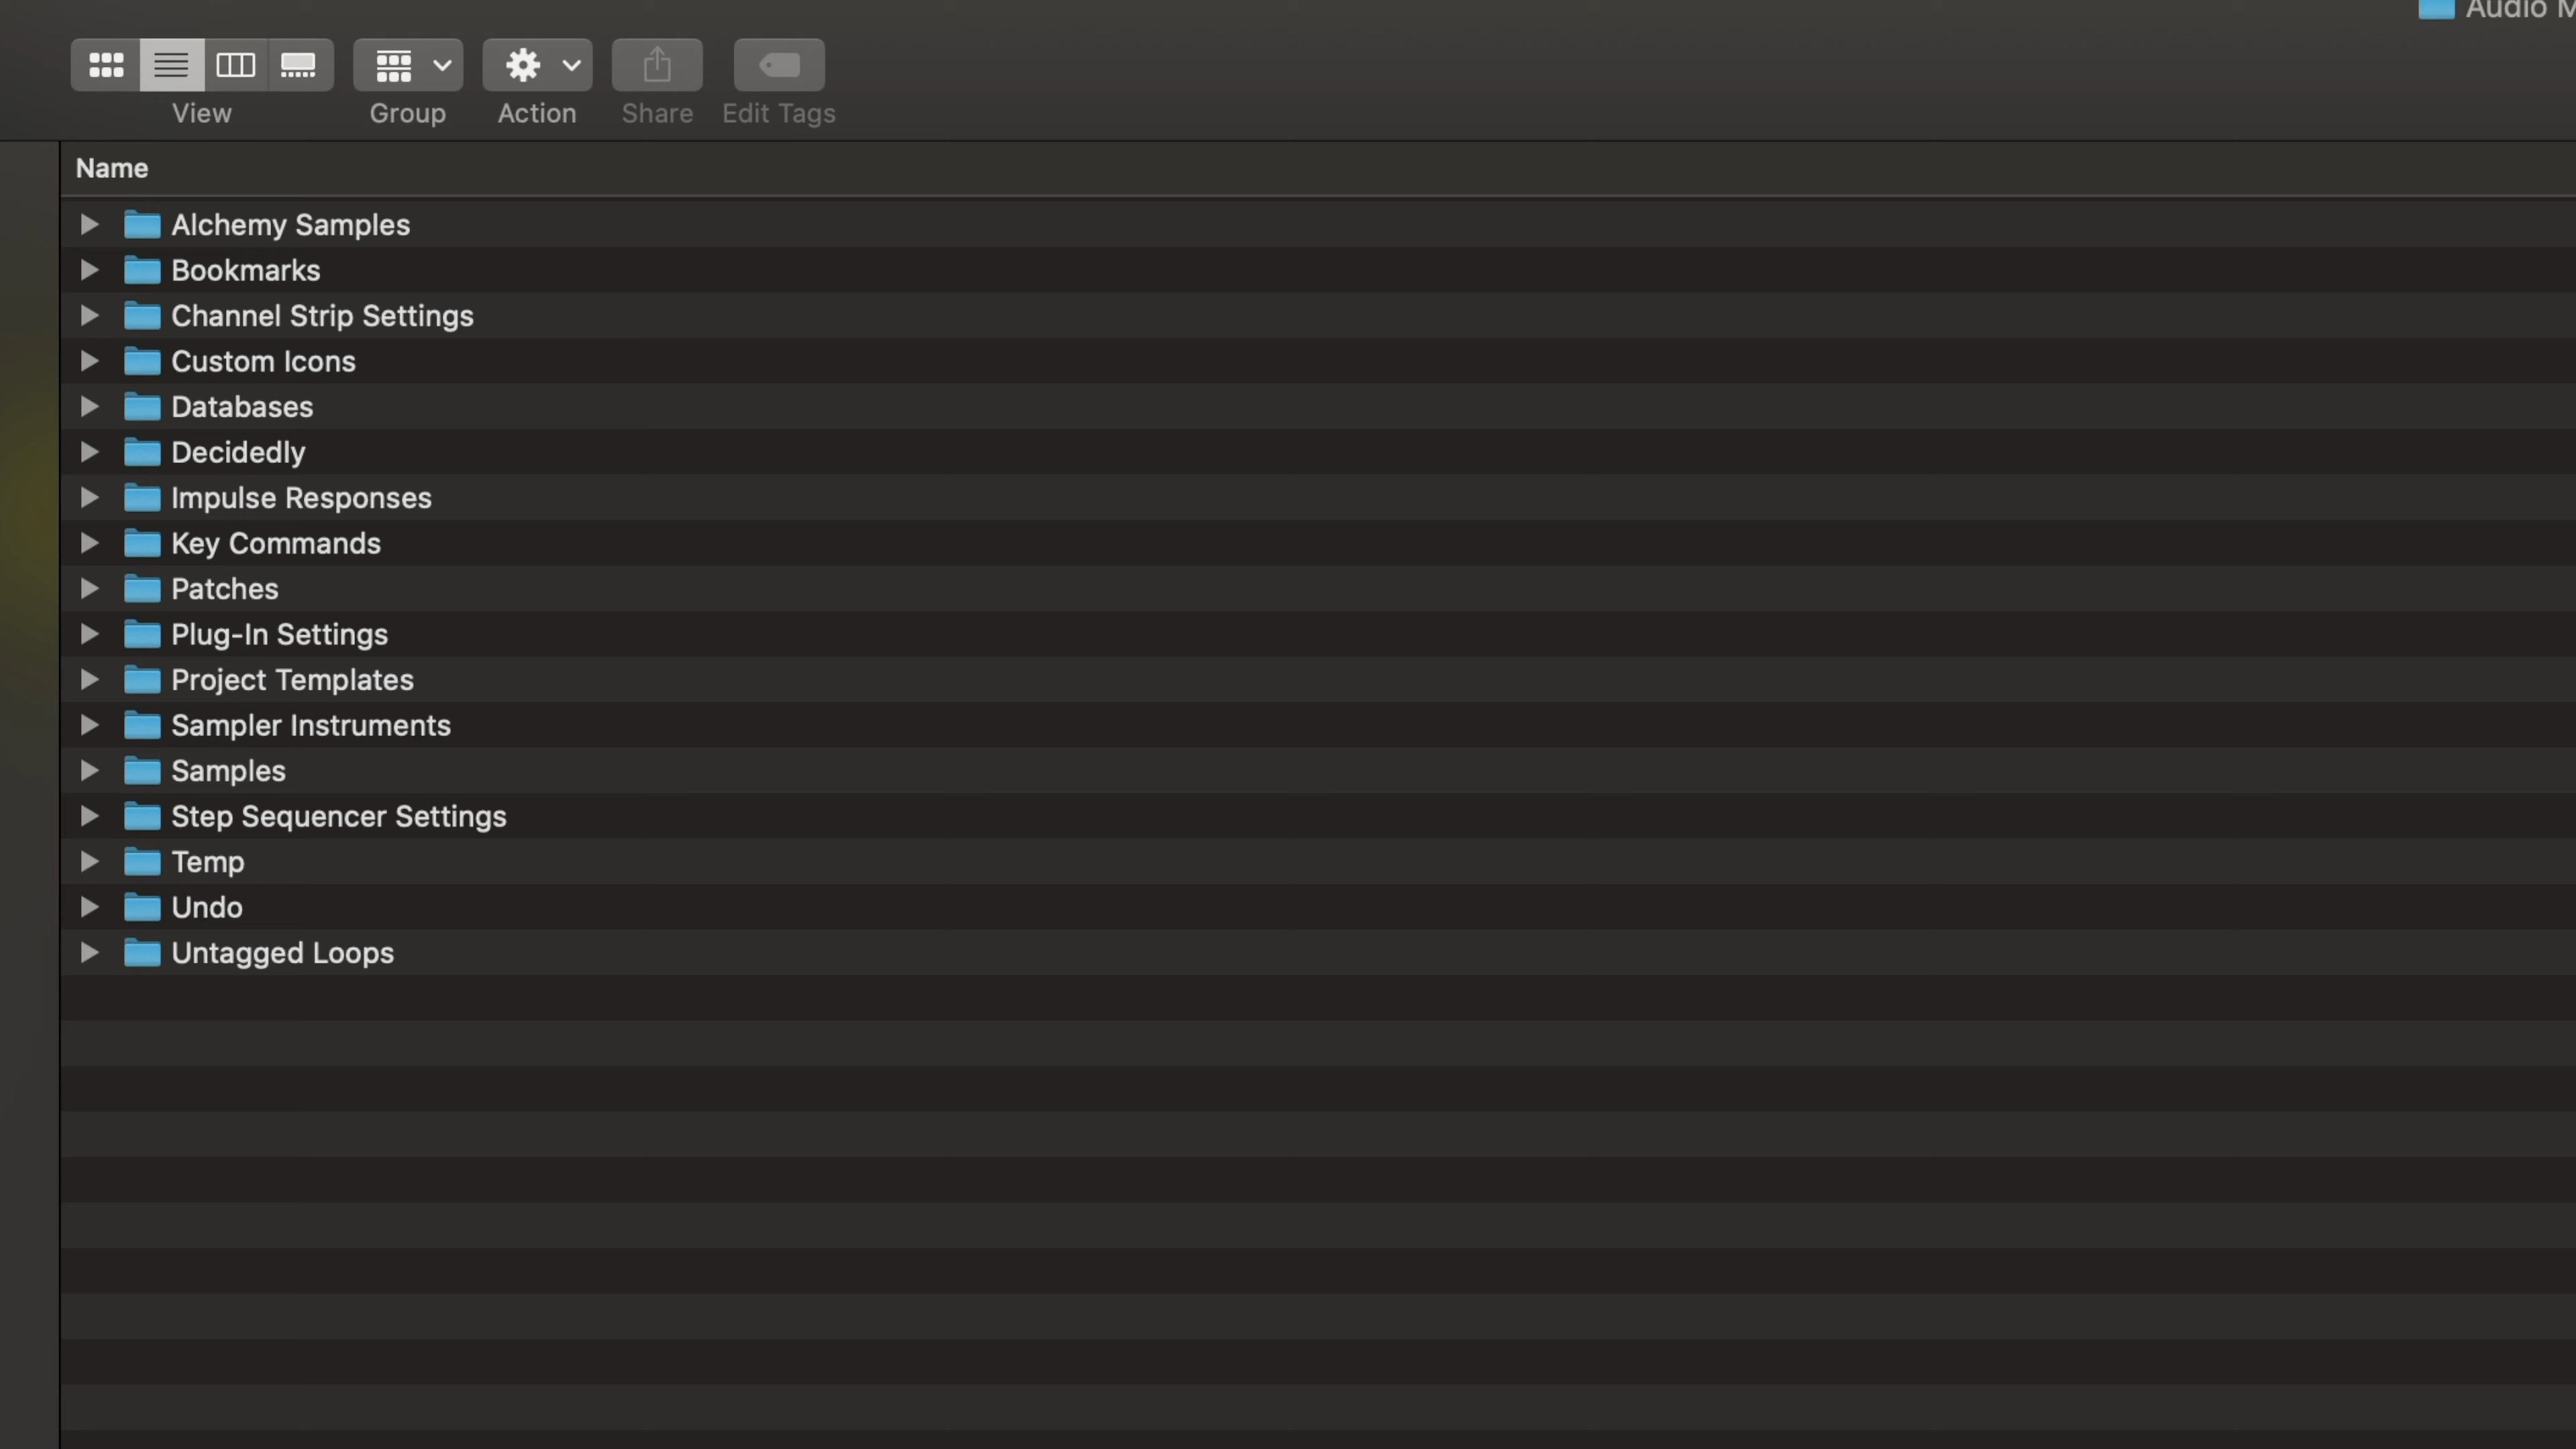 Audio
View
Group
Action
Share
Edit Tags
Name
Alchemy Samples
Bookmarks
Channel Strip Settings
Custom Icons
Databases
Decidedly
Impulse Responses
Key Commands
Patches
Plug-In Settings
Project Templates
Sampler Instruments
Samples
Step Sequencer Settings
Temp
Undo
Untagged Loops